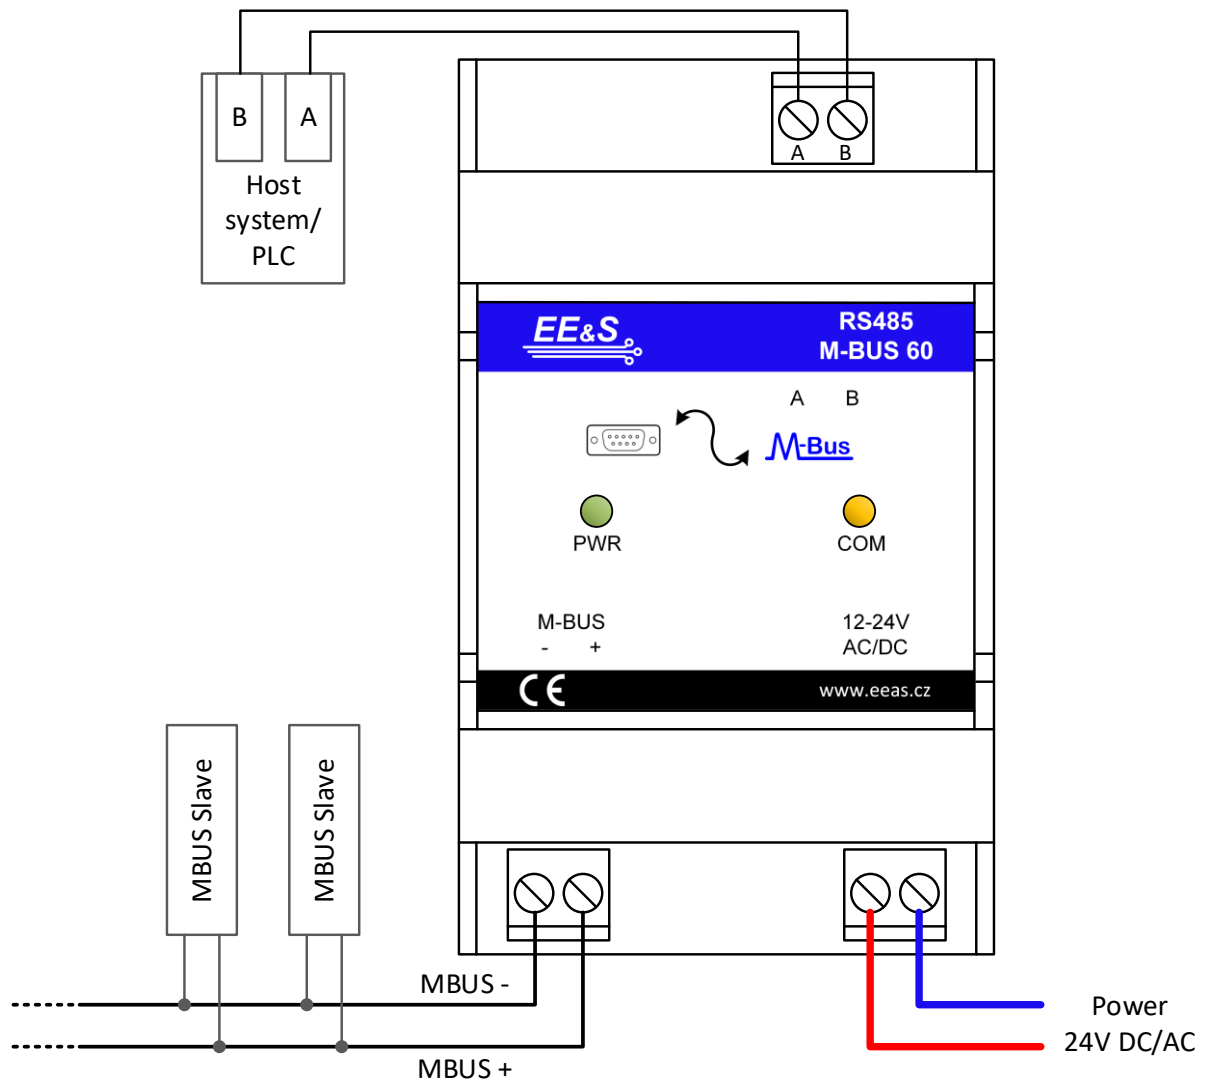 B A
Host
system/
PLC
A B
EE&S
RS485
M-BUS 60
A B
M-Bus
PWR
COM
M-BUS
- +
12-24V
AC/DC
CE
www.eeas.cz
MBUS Slave
MBUS Slave
MBUS -
MBUS +
Power
24V DC/AC